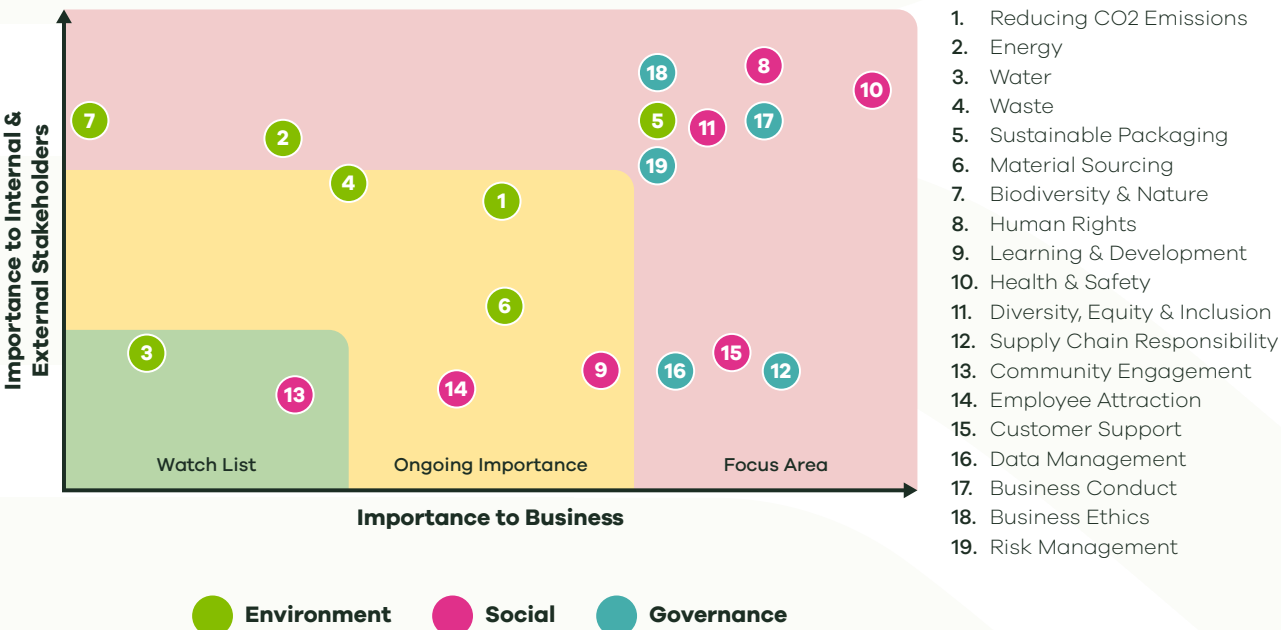 Importance to Internal &
External Stakeholders
18
8
10
7
5
11
17
2
19
4
1
6
3
15
9
16
12
14
13
Watch List
Ongoing Importance
Focus Area
Importance to Business
Environment
Social
Governance
1. Reducing CO2 Emissions
2. Energy
3. Water
4. Waste
5. Sustainable Packaging
6. Material Sourcing
7. Biodiversity & Nature
8. Human Rights
9. Learning & Development
10. Health & Safety
11. Diversity, Equity & Inclusion
12. Supply Chain Responsibility
13. Community Engagement
14. Employee Attraction
15. Customer Support
16. Data Management
17. Business Conduct
18. Business Ethics
19. Risk Management